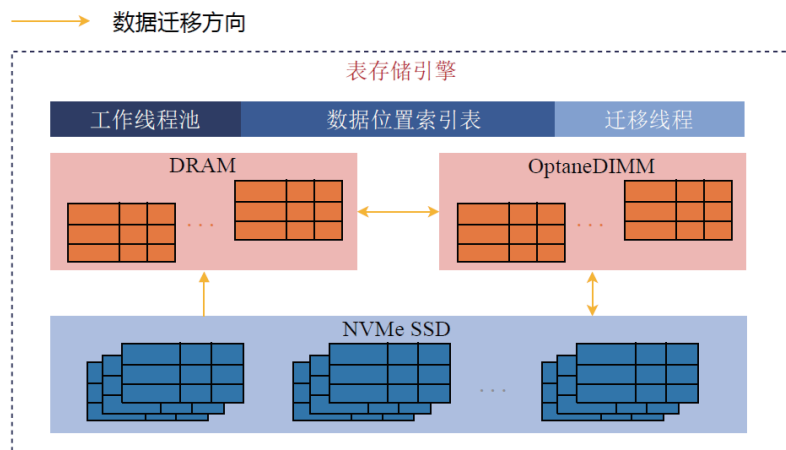 数据迁移方向
表存储引擎
工作线程池 数据位置索引表 迁移线程
DRAM OptaneDIMM
... ...
NVMe SSD
...